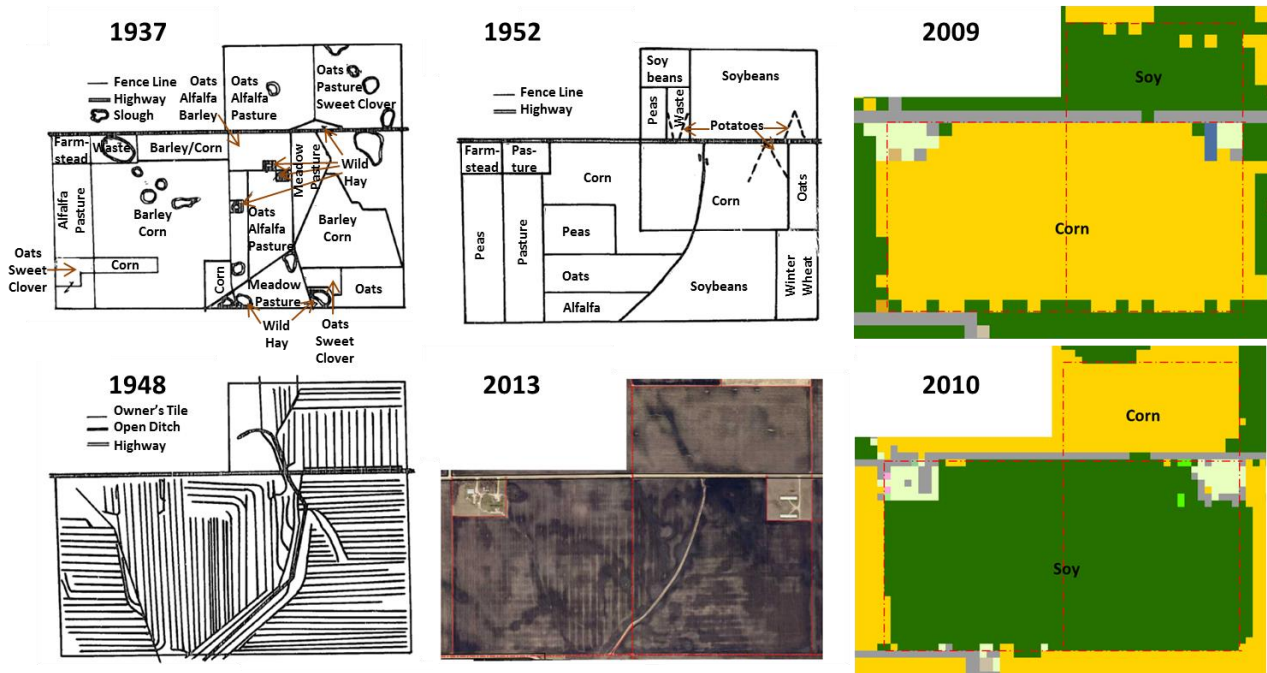 1937
Fence Line
Highway
Slough
Oats
Alfalfa
Barley
Oats
Alfalfa
Pasture
Oats
Pasture
Sweet Clover
Farm-
stead
Waste
Barley/Corn
Meadow
Pasture
Wild
Hay
Alfalfa
Pasture
Barley
Corn
Oats
Alfalfa
Pasture
Barley
Corn
Oats
Sweet
Clover
Corn
Corn
Meadow
Pasture
Oats
Wild
Hay
Oats
Sweet
Clover
1952
Fence Line
Highway
Soy
beans
Soybeans
Peas
Waste
Potatoes
Farm-
stead
Pas-
ture
Corn
Corn
Oats
Peas
Pasture
Peas
Oats
Alfalfa
Soybeans
Winter
Wheat
2009
Soy
Corn
1948
Owner's Tile
Open Ditch
Highway
2013
2010
Corn
Soy